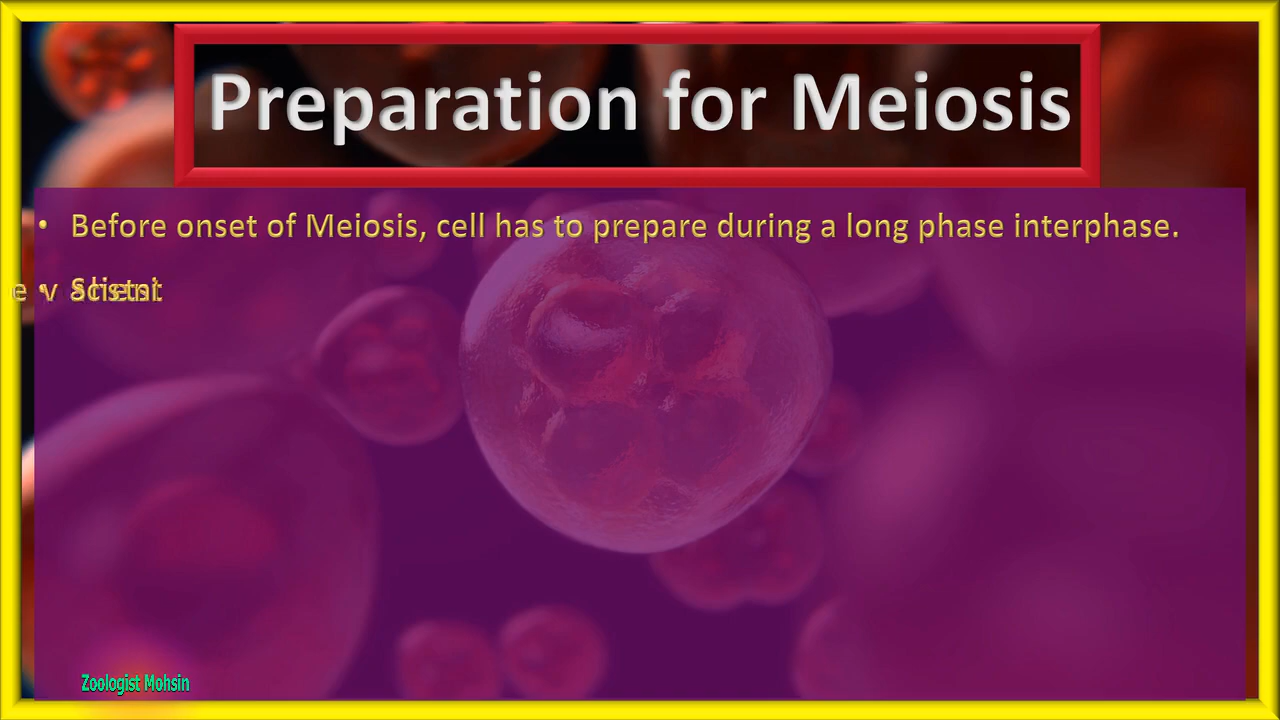 Preparation for Meiosis
• Before onset of Meiosis, cell has to prepare during a long phase interphase.
Zoologist Mohsin